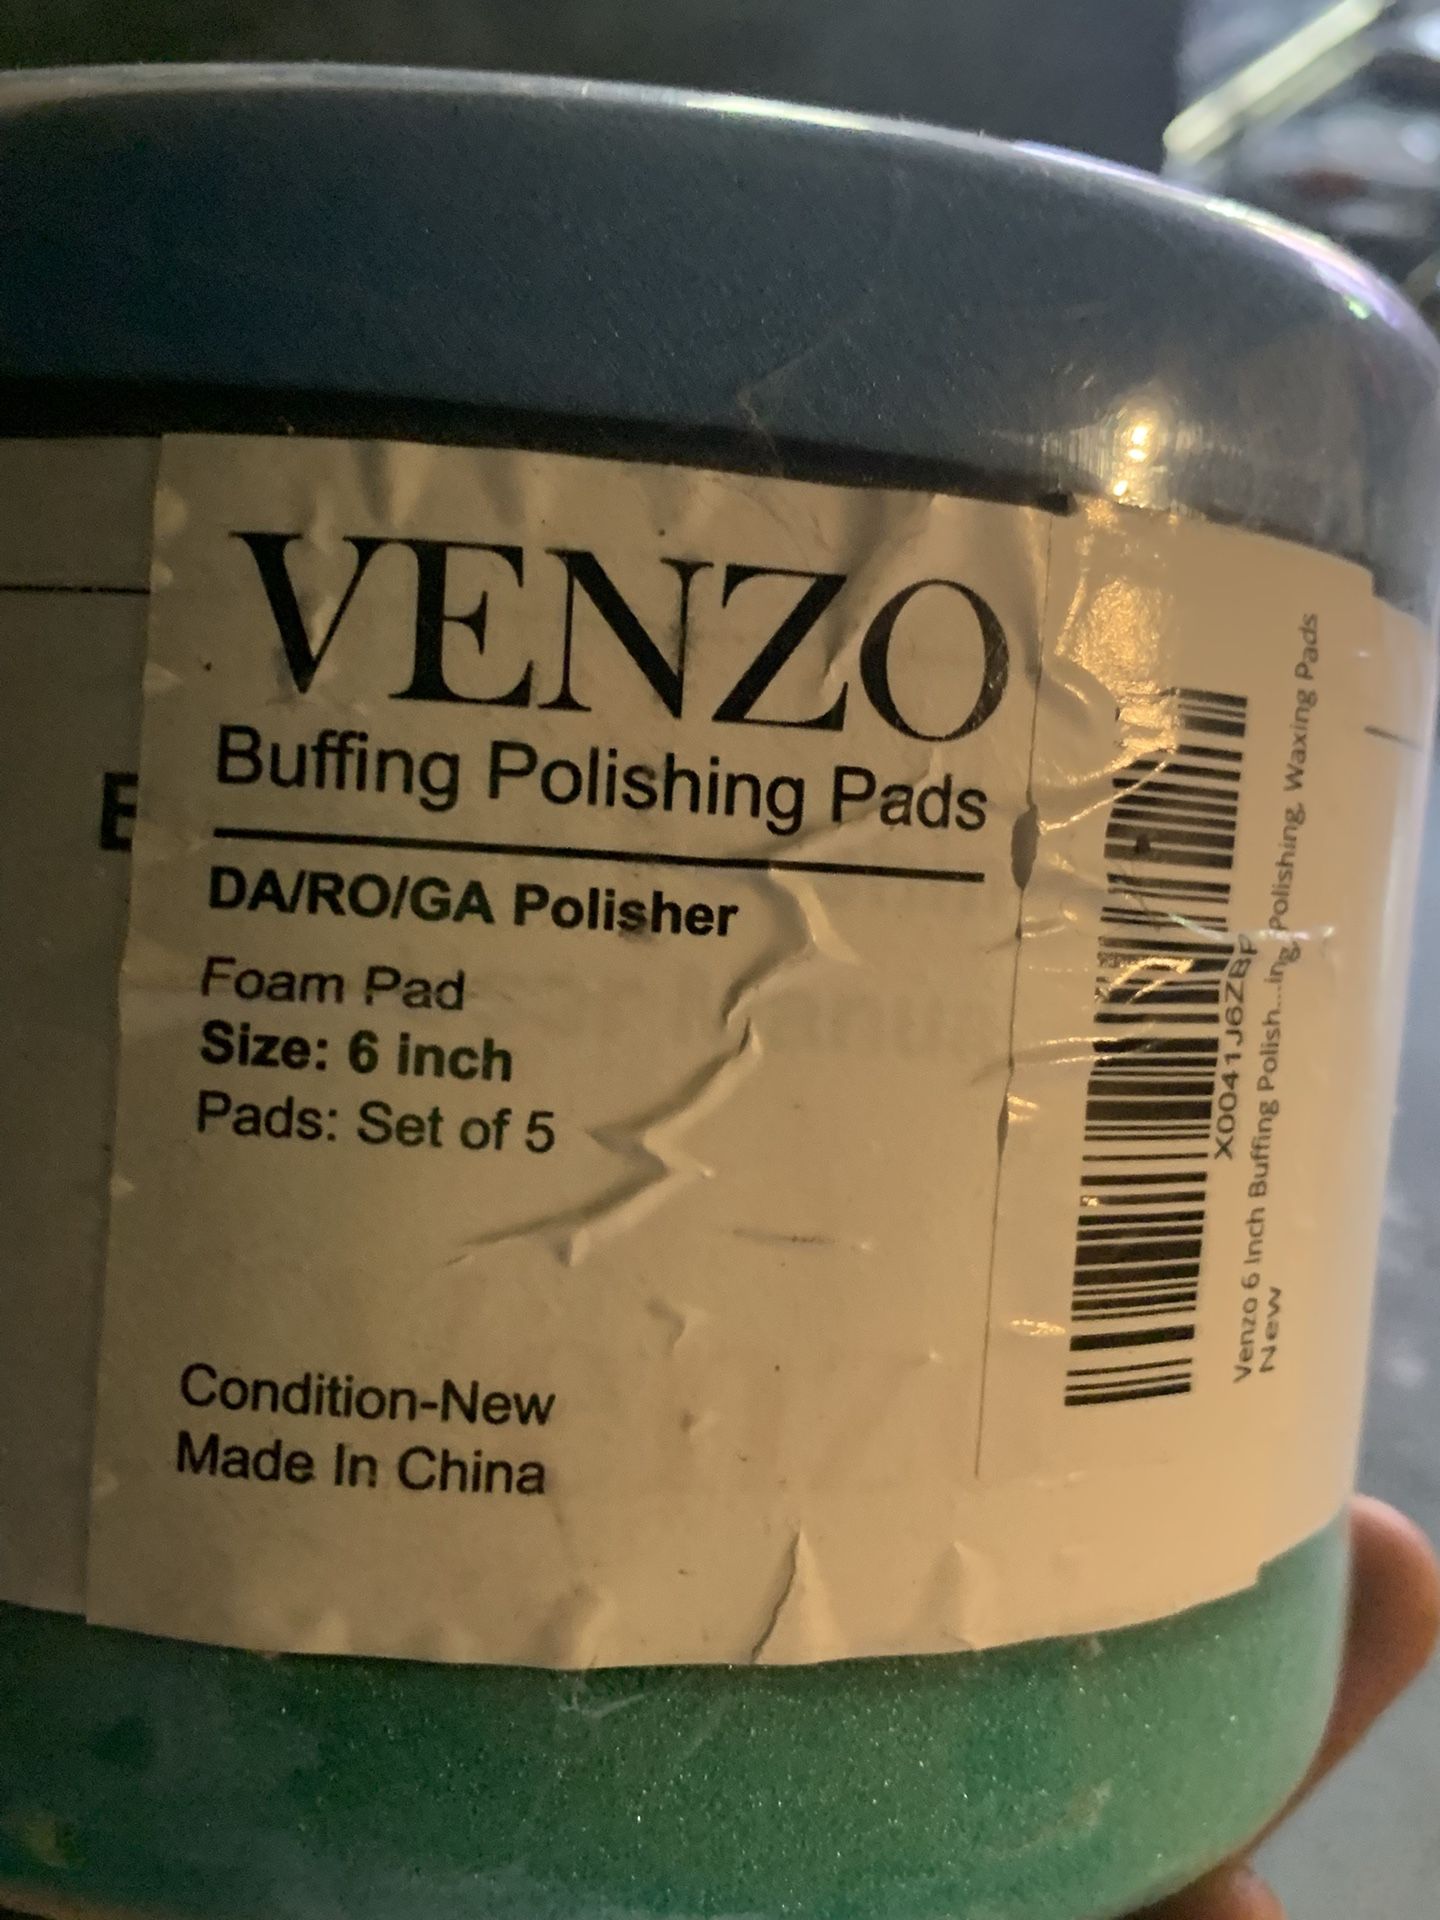 VENZO
Buffing Polishing Pads
DA/RO/GA Polisher
Foam Pad
Size: 6 inch
Pads: Set of 5
Condition-New
Made In China
X0041J6ZBP
Venzo 6 Inch Buffing Polish...ing Polishing Waxing Pads
New
E